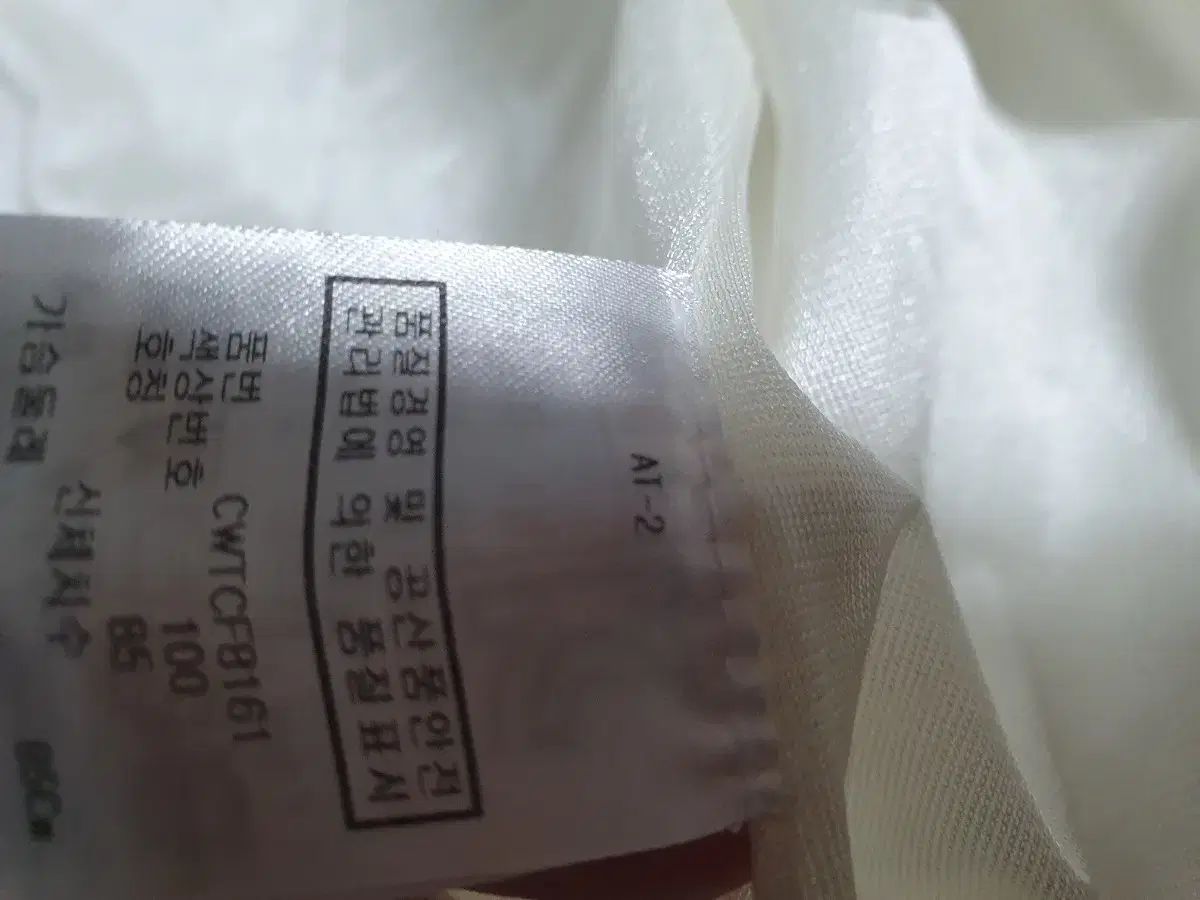 AT-2
품질경영 및 공산품안전
관리법에 의한 품질표시
품번 CWTCFB161
색상번호 100
호칭 85
신체치수
가슴둘레 85Cm